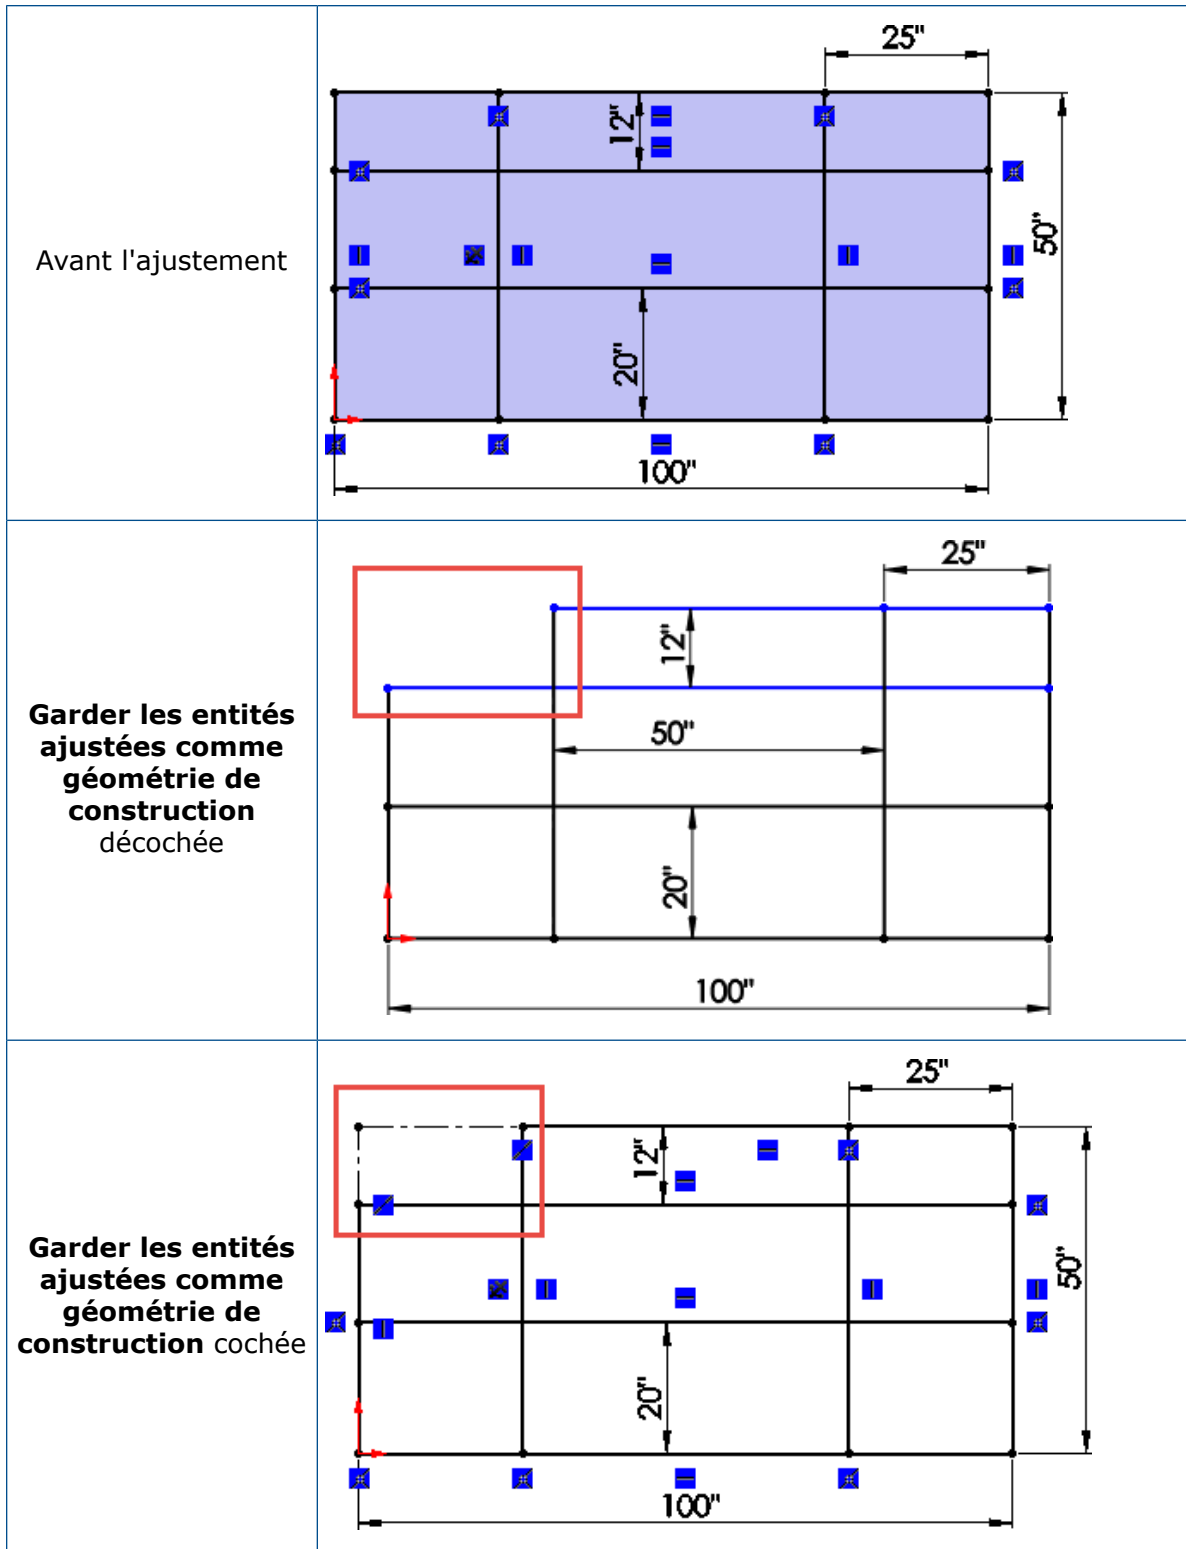 25"
12"
Avant l'ajustement
50"
20"
100"
25"
12"
Garder les entités
ajustées comme
géométrie de
construction
décochée
50"
20"
100"
25"
12"
Garder les entités
ajustées comme
géométrie de
construction cochée
50"
20"
100"